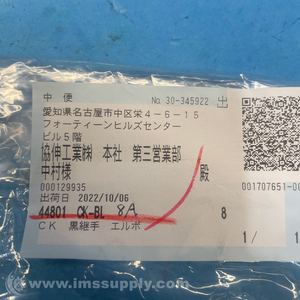 中 便 No. 30-345922 出
愛知県名古屋市中区栄4-6-15
フォーティーンヒルズセンター
ビル5階
協伸工業㈱ 本社 第三営業部
中村様 殿
000129935
出荷日 2022/10/06 0001707651-00
44801 CK-BL 8A 8
CK 黒継手 エルボ 1/ 1
© www.imssupply.com